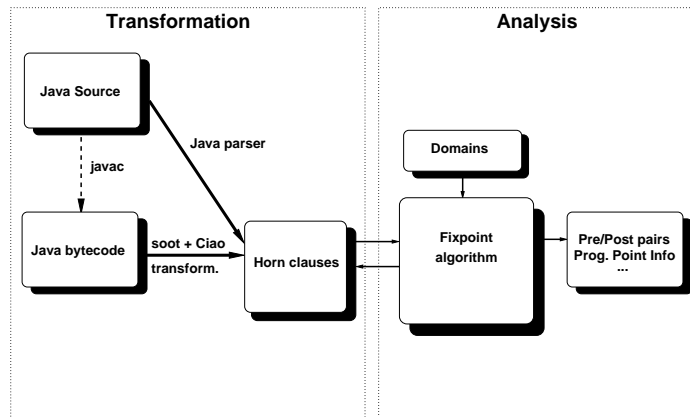 Transformation
Analysis
Java Source
Java parser
javac
Domains
Java bytecode
soot + Ciao
transform.
Horn clauses
Fixpoint
algorithm
Pre/Post pairs
Prog. Point Info
...